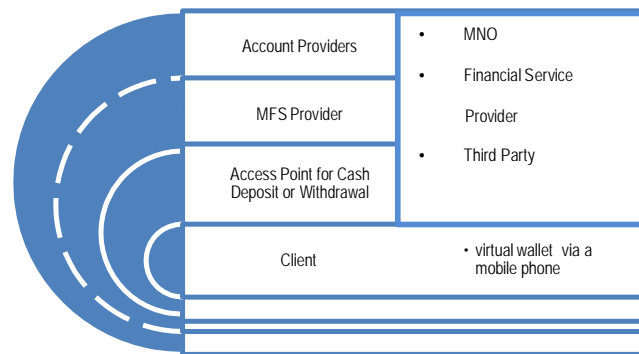 Account Providers
MFS Provider
Access Point for Cash
Deposit or Withdrawal
• MNO
• Financial Service
Provider
• Third Party
Client
• virtual wallet via a
mobile phone